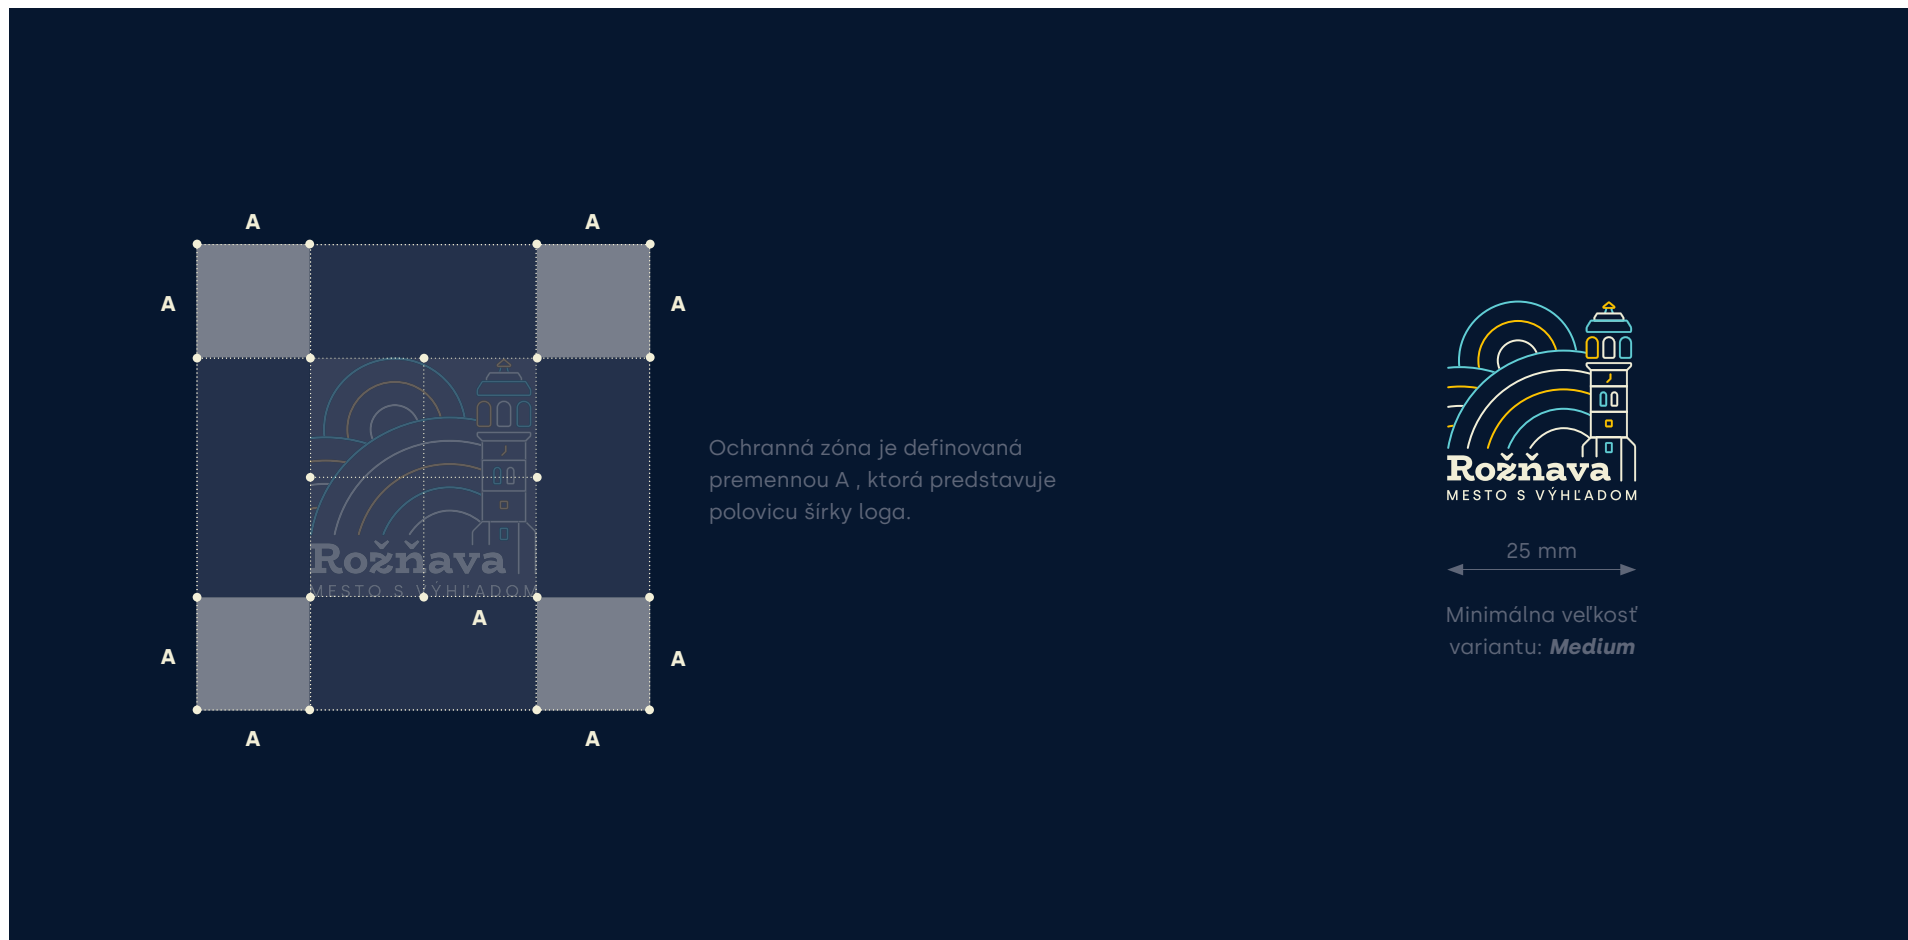 A A
A A
Rožňava
MESTO S VÝHĽADOM
A
A A
A A
Ochranná zóna je definovaná
premennou A , ktorá predstavuje
polovicu šírky loga.
Rožňava
MESTO S VÝHĽADOM
25 mm
Minimálna veľkosť
variantu: Medium